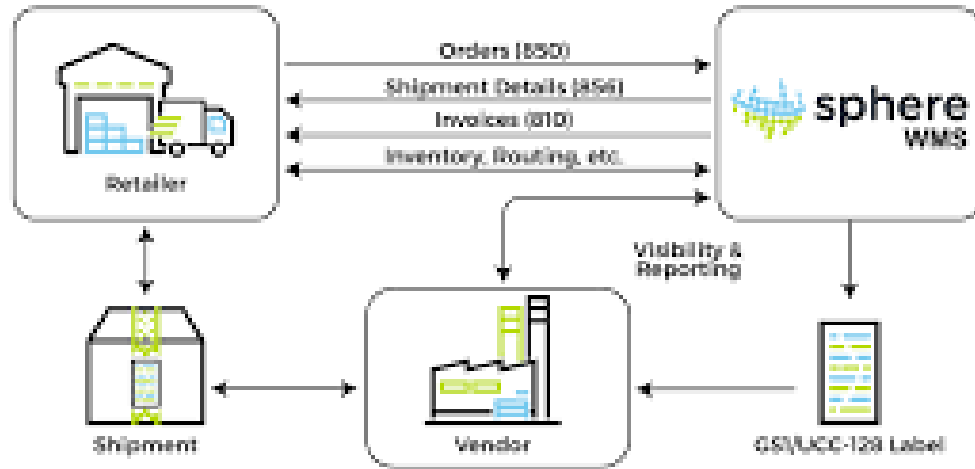 Orders (850)
Shipment Details (856)
Invoices (810)
Inventory, Routing, etc.
Retailer
sphere
WMS
Visibility &
Reporting
Shipment
Vendor
GS1/UCC-128 Label